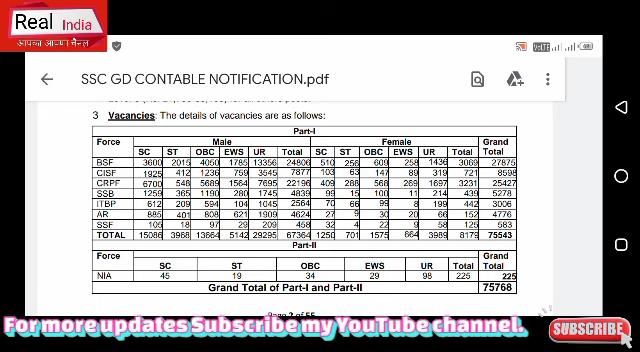 Real India
आपका आपणा चैनल
VoLTE
SSC GD CONTABLE NOTIFICATION.pdf
3 Vacancies: The details of vacancies are as follows:
Part-I
Force Male Female Grand Total
SC ST OBC EWS UR Total SC ST OBC EWS UR Total
BSF 3600 2015 4050 1785 13356 24806 510 256 609 258 1436 3069 27875
CISF 1925 412 1236 759 3545 7877 103 63 147 89 319 721 8598
CRPF 6700 548 5689 1564 7695 22196 409 288 568 269 1697 3231 25427
SSB 1259 365 1190 280 1745 4839 99 15 100 11 214 439 5278
ITBP 612 209 594 104 1045 2564 70 66 99 8 199 442 3006
AR 885 401 808 621 1909 4624 27 9 30 20 66 152 4776
SSF 105 18 97 29 209 458 32 4 22 9 58 125 583
TOTAL 15086 3968 13664 5142 29295 67364 1250 701 1575 664 3989 8179 75543
Part-II
Force SC ST OBC EWS UR Total Grand Total
NIA 45 19 34 29 98 225 225
Grand Total of Part-I and Part-II 75768
Page 2 of 55
For more updates Subscribe my YouTube channel.
SUBSCRIBE